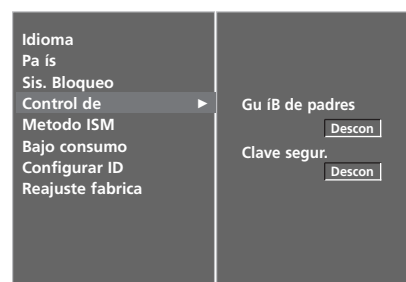 Idioma
Pa ís
Sis. Bloqueo
Control de ►
Metodo ISM
Bajo consumo
Configurar ID
Reajuste fabrica
Gu íB de padres
Descon
Clave segur.
Descon